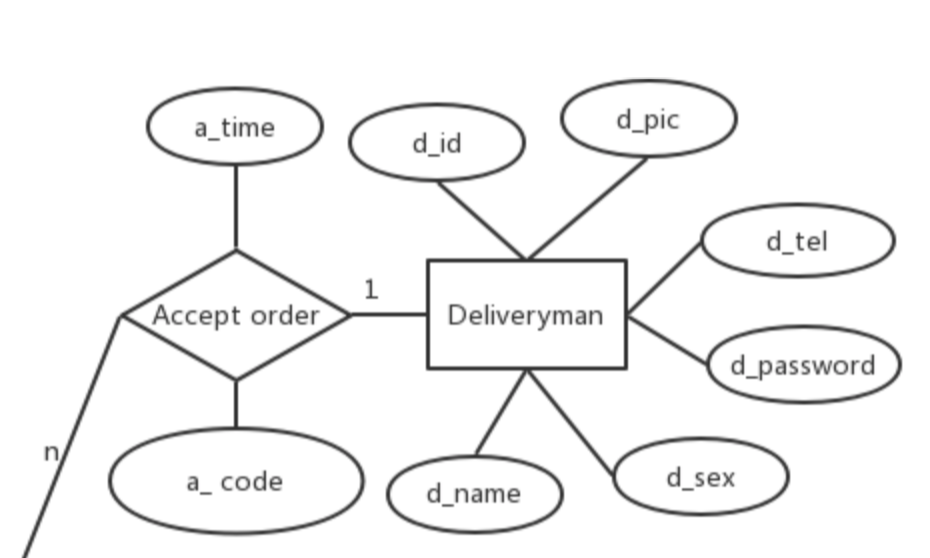 a_time
d_id
d_pic
d_tel
Accept order
1
Deliveryman
d_password
n
a_ code
d_name
d_sex